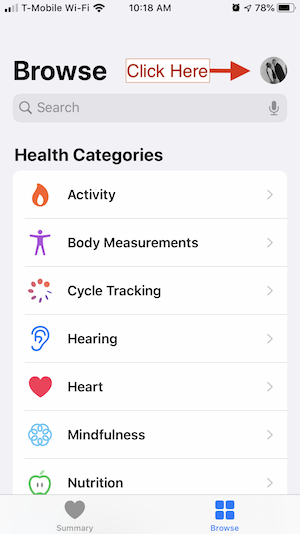 T-Mobile Wi-Fi 10:18 AM 78%
Browse Click Here
Search
Health Categories
Activity
Body Measurements
Cycle Tracking
Hearing
Heart
Mindfulness
Nutrition
Summary Browse